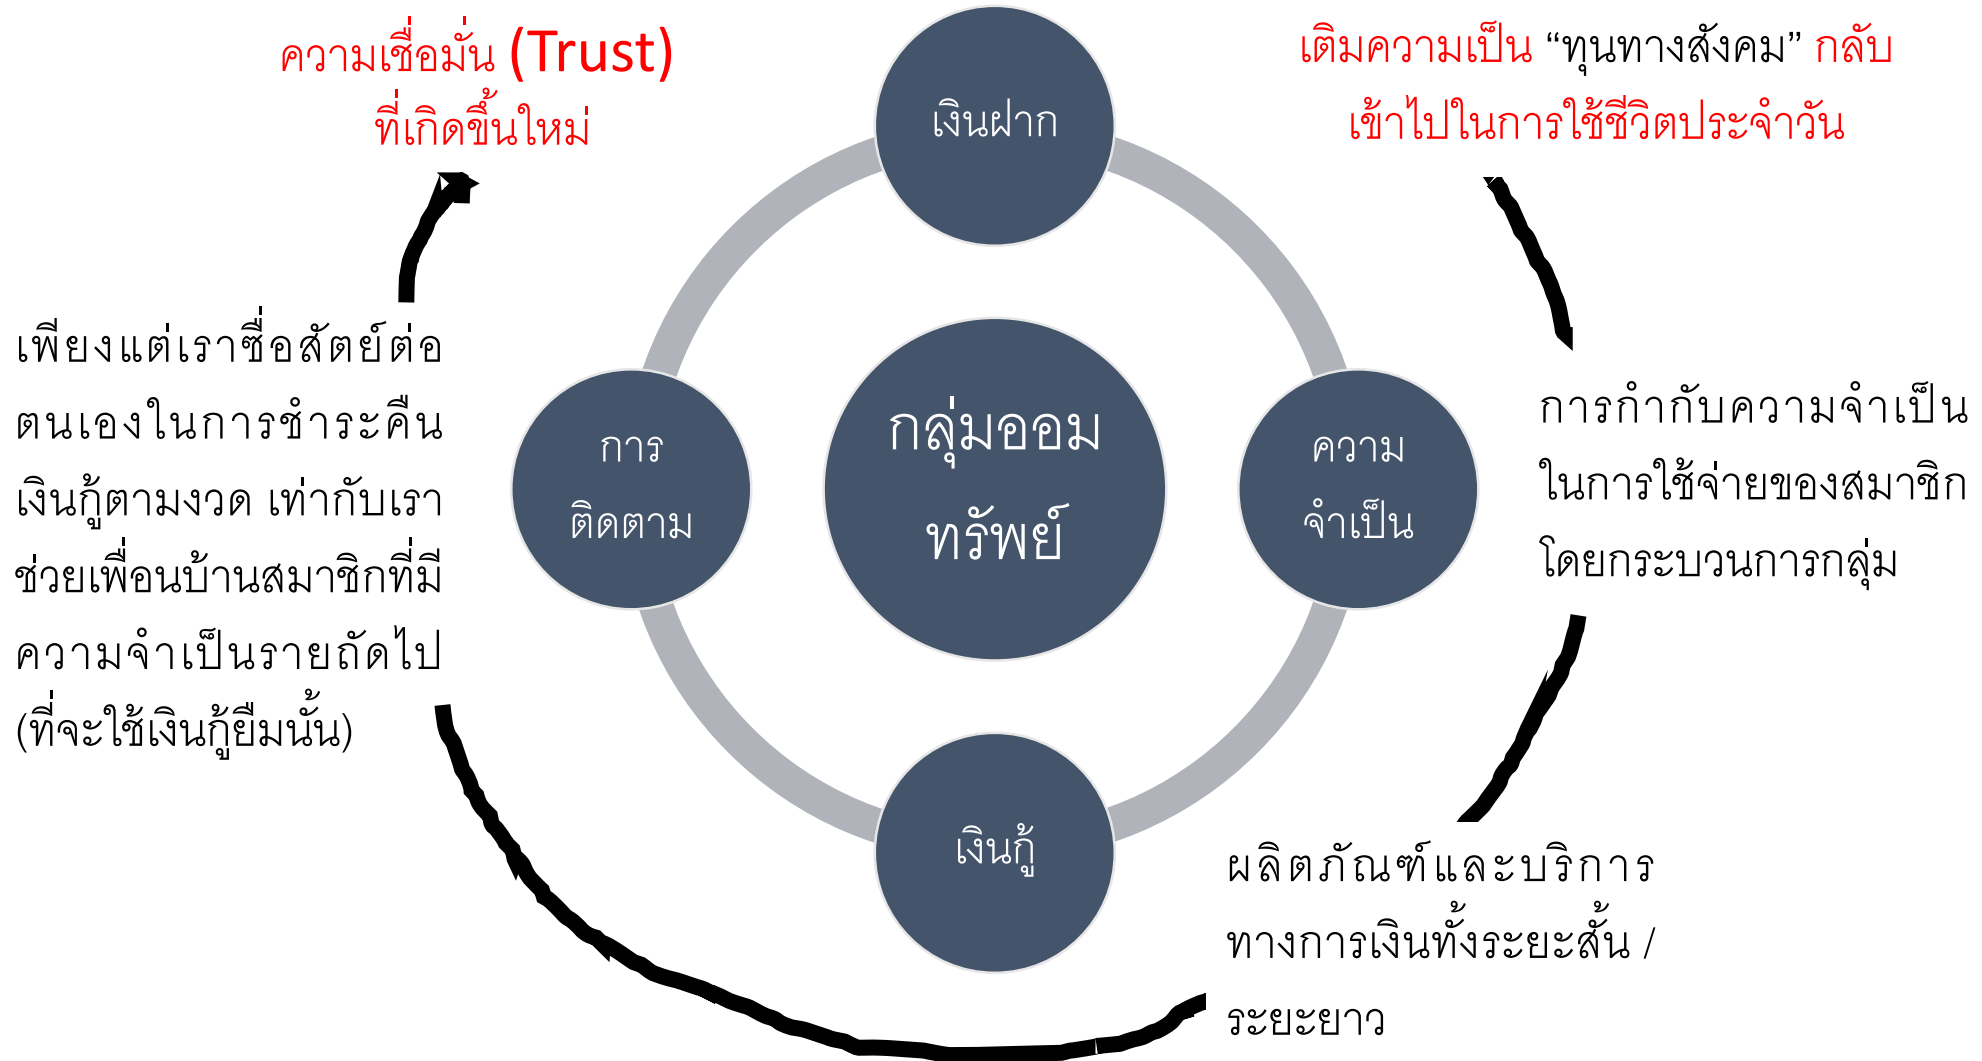 ความเชื่อมั่น (Trust)
ที่เกิดขึ้นใหม่
เติมความเป็น “ทุนทางสังคม” กลับ
เข้าไปในการใช้ชีวิตประจำวัน
เงินฝาก
เพียงแต่เราซื่อสัตย์ต่อ
ตนเองในการชำระคืน
เงินกู้ตามงวด เท่ากับเรา
ช่วยเพื่อนบ้านสมาชิกที่มี
ความจำเป็นรายถัดไป
(ที่จะใช้เงินกู้ยืมนั้น)
การ
ติดตาม
กลุ่มออม
ทรัพย์
ความ
จำเป็น
การกำกับความจำเป็น
ในการใช้จ่ายของสมาชิก
โดยกระบวนการกลุ่ม
เงินกู้
ผลิตภัณฑ์และบริการ
ทางการเงินทั้งระยะสั้น /
ระยะยาว